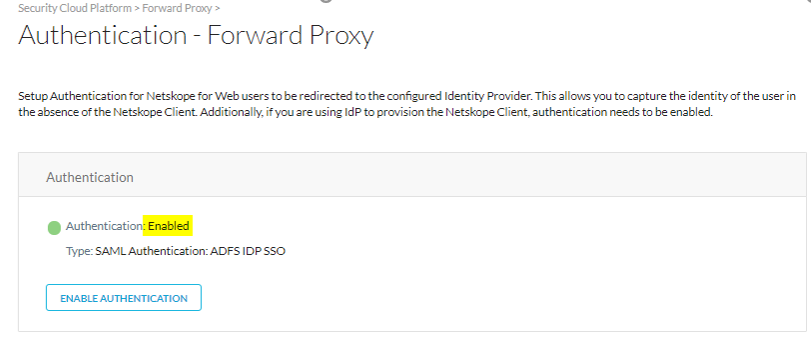 Security Cloud Platform > Forward Proxy >
Authentication - Forward Proxy
Setup Authentication for Netskope for Web users to be redirected to the configured Identity Provider. This allows you to capture the identity of the user in
the absence of the Netskope Client. Additionally, if you are using IdP to provision the Netskope Client, authentication needs to be enabled.
Authentication
Authentication: Enabled
Type: SAML Authentication: ADFS IDP SSO
ENABLE AUTHENTICATION